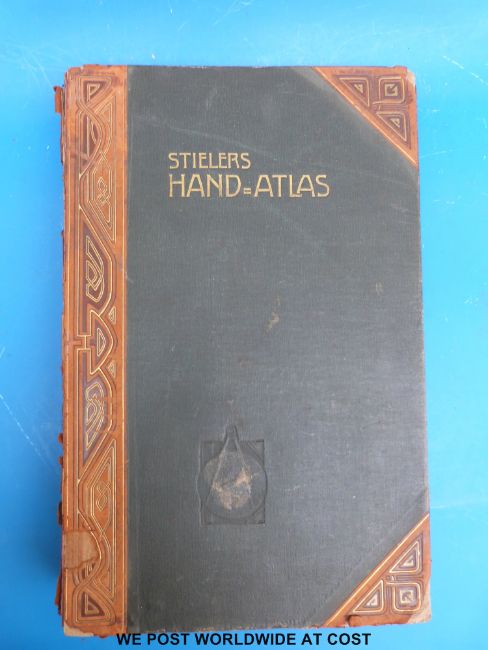 STIELERS
HAND=ATLAS
WE POST WORLDWIDE AT COST